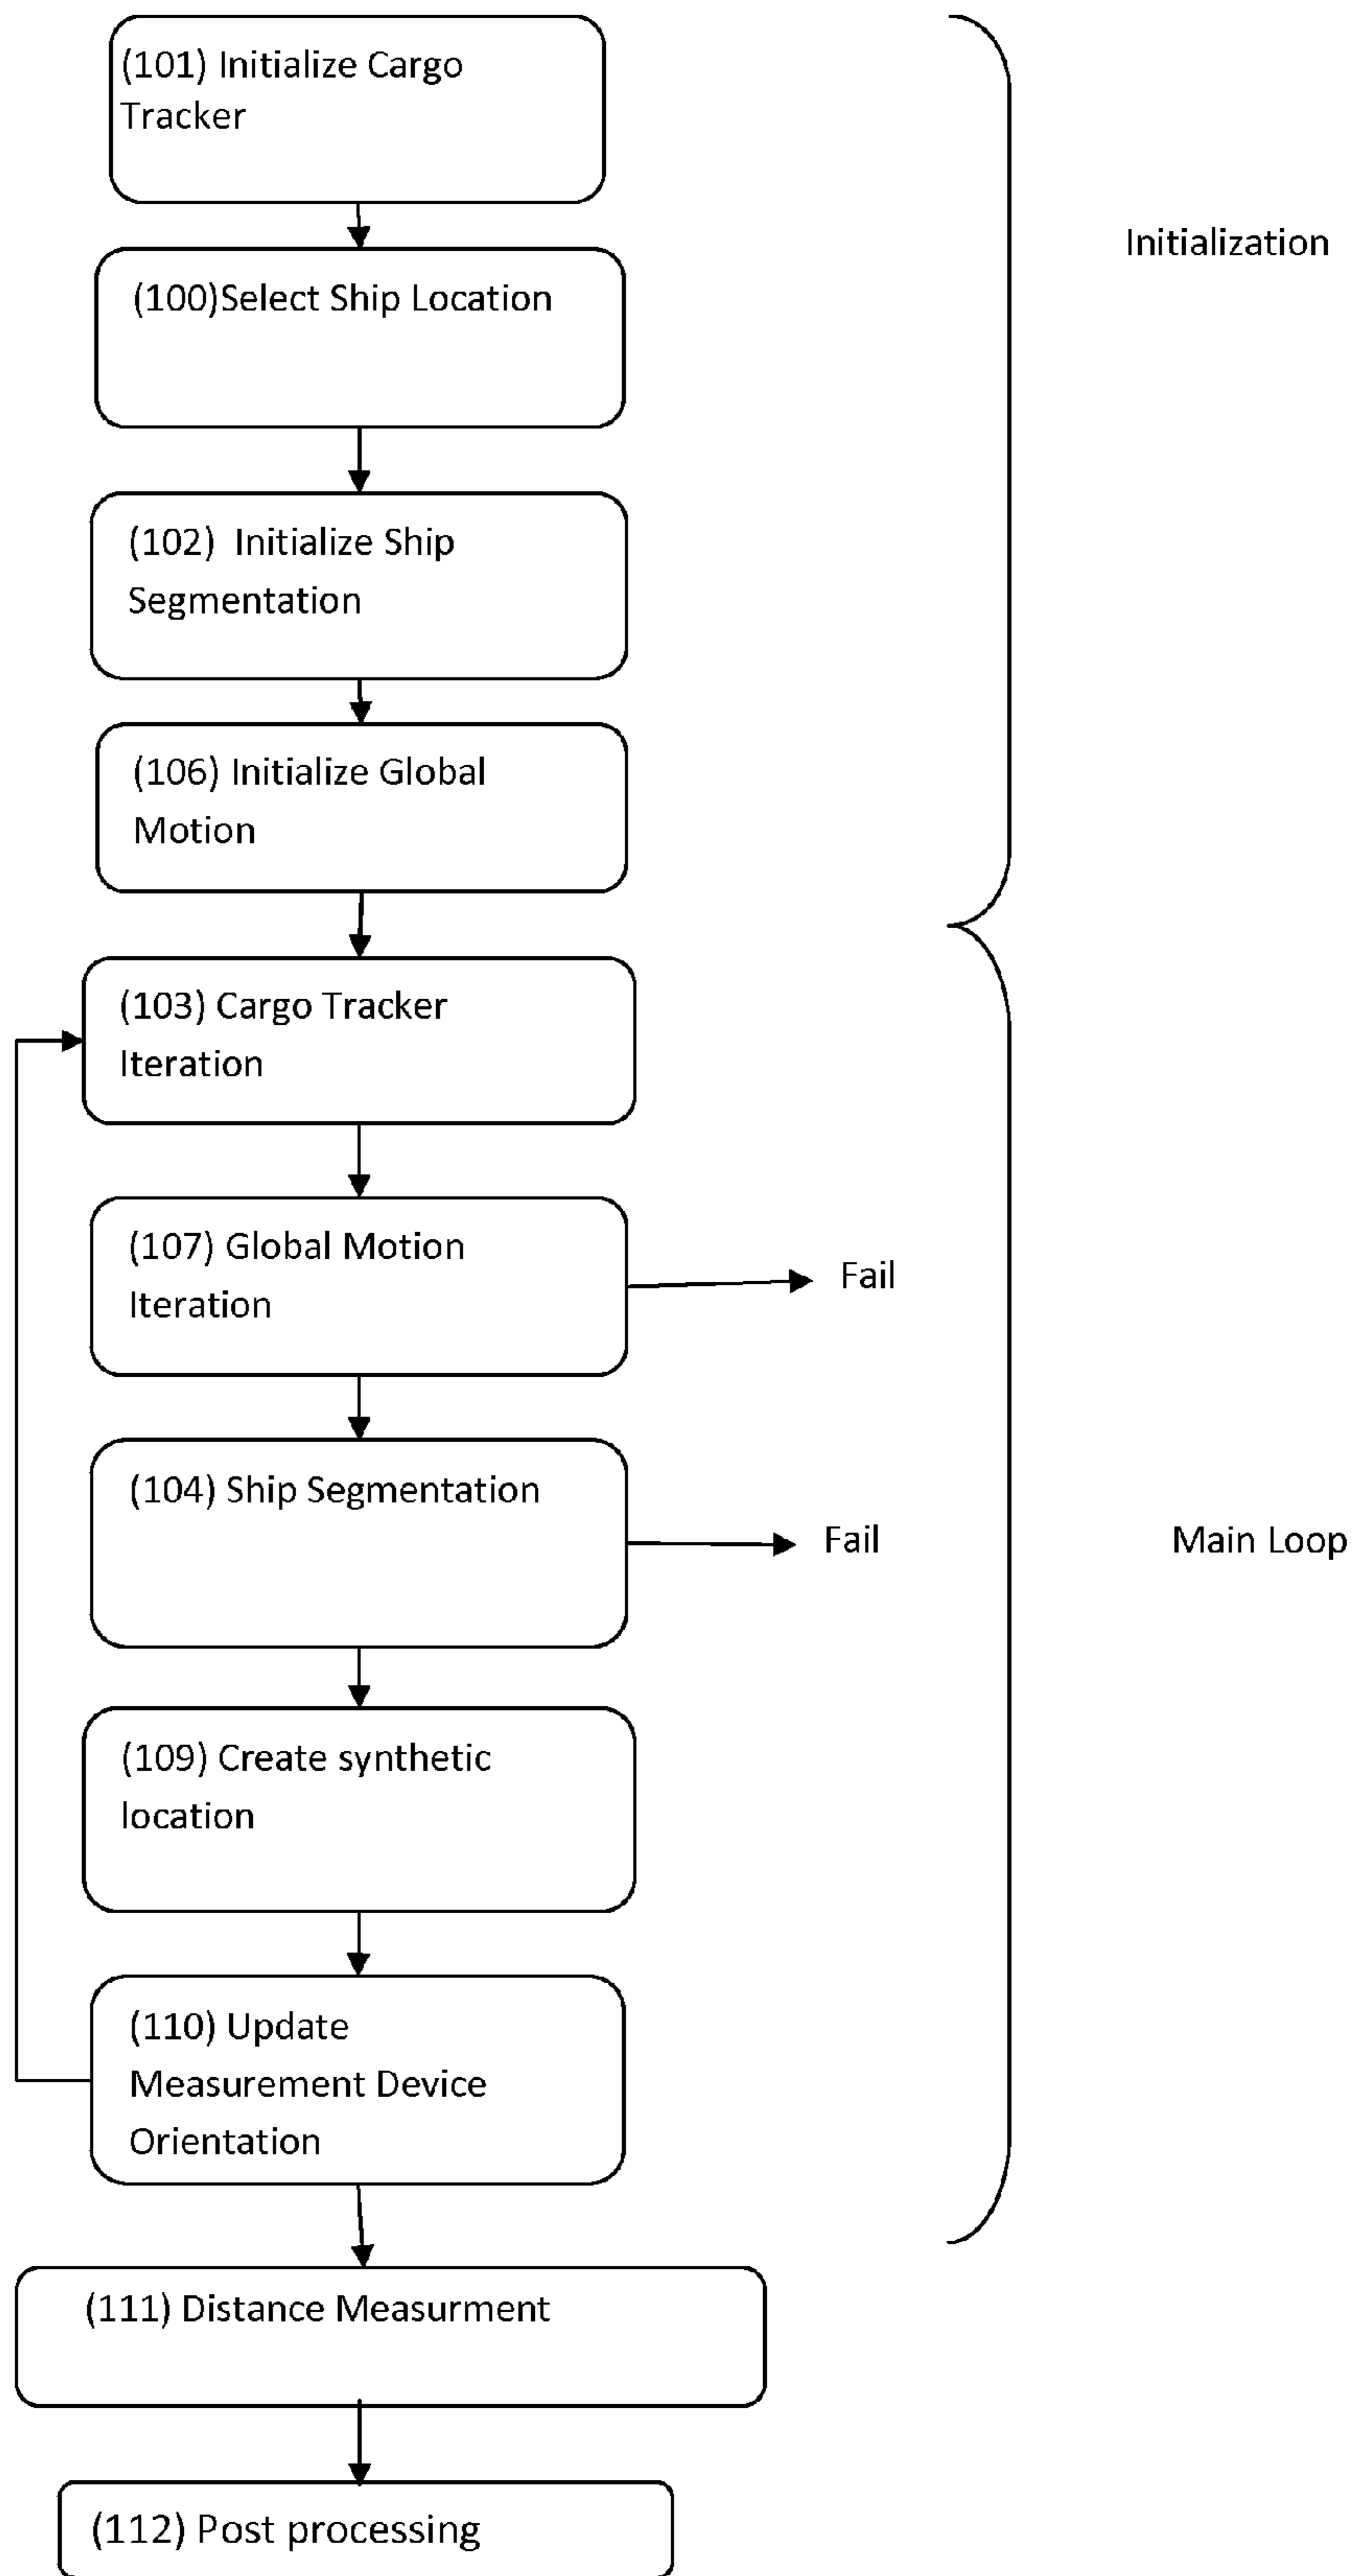 (101) Initialize Cargo
Tracker
Initialization
(100)Select Ship Location
(102)  Initialize Ship
Segmentation
(106) Initialize Global
Motion
(103) Cargo Tracker
Iteration
(107) Global Motion
Iteration
Fail
(104) Ship Segmentation
Fail
Main Loop
(109) Create synthetic
location
(110) Update
Measurement Device
Orientation
(111) Distance Measurment
(112) Post processing